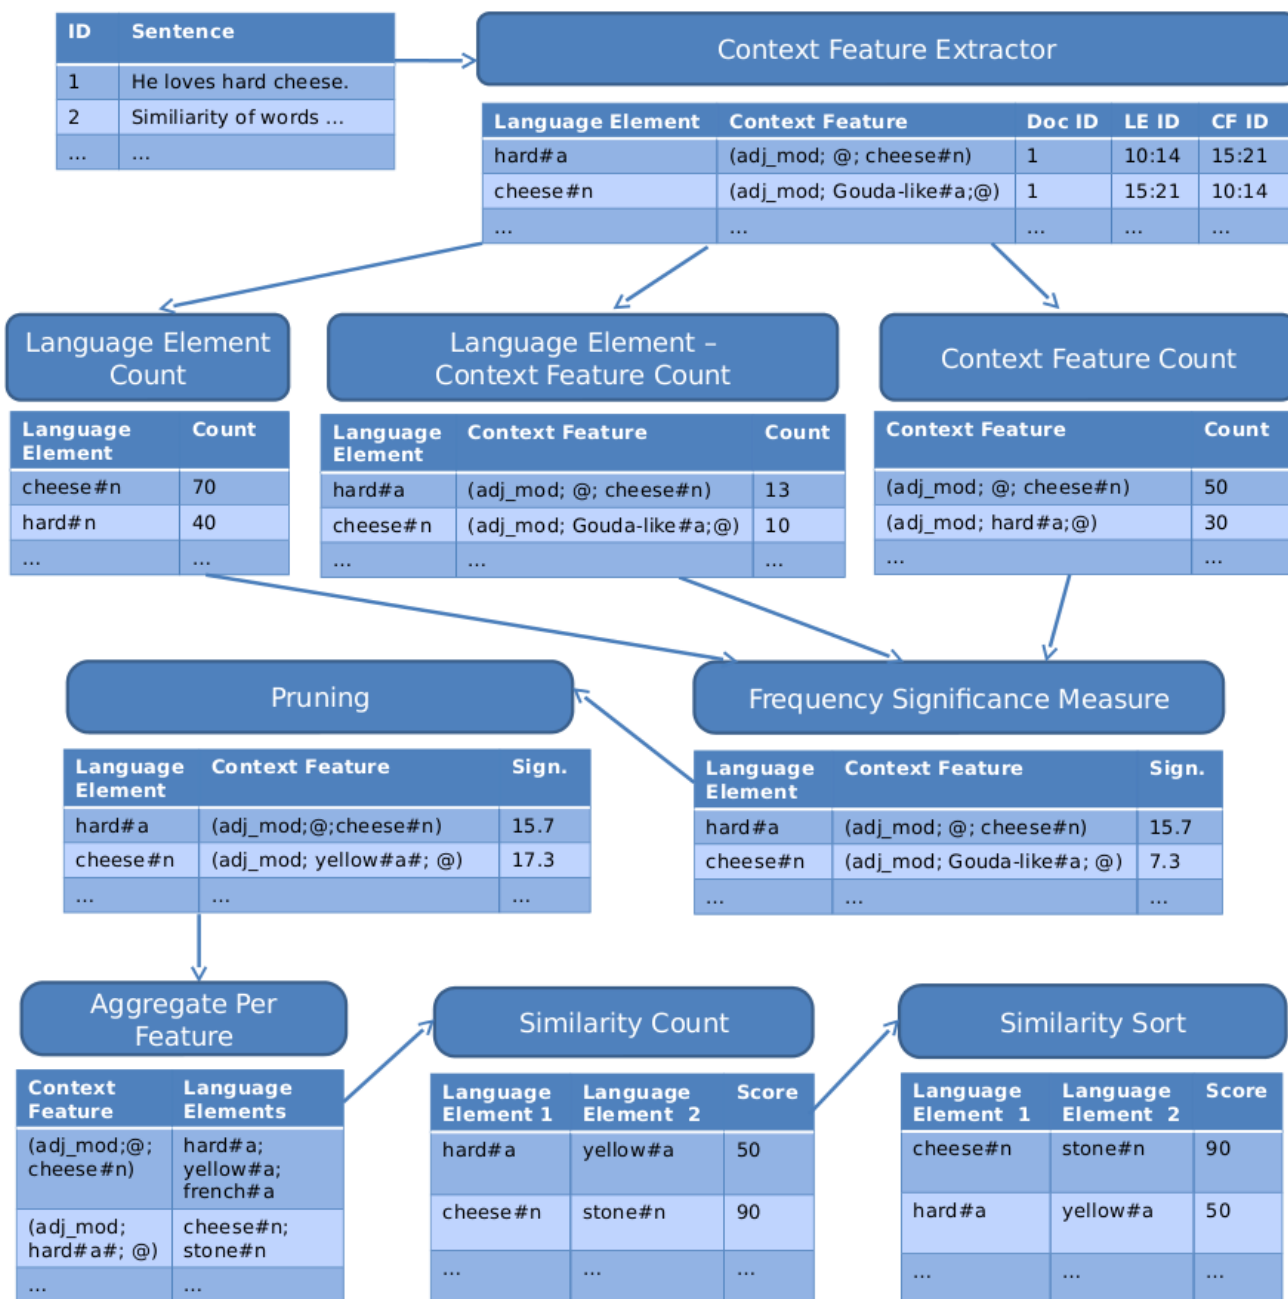 ID Sentence
1 He loves hard cheese.
2 Similiarity of words ...
... ...
Context Feature Extractor
Language Element Context Feature Doc ID LE ID CF ID
hard#a (adj_mod; @; cheese#n) 1 10:14 15:21
cheese#n (adj_mod; Gouda-like#a;@) 1 15:21 10:14
... ... ... ... ...
Language Element
Count
Language Count
Element
cheese#n 70
hard#n 40
... ...
Language Element –
Context Feature Count
Language Context Feature Count
Element
hard#a (adj_mod; @; cheese#n) 13
cheese#n (adj_mod; Gouda-like#a;@) 10
... ... ...
Context Feature Count
Context Feature Count
(adj_mod; @; cheese#n) 50
(adj_mod; hard#a;@) 30
... ...
Frequency Significance Measure
Language Context Feature Sign.
Element
hard#a (adj_mod; @; cheese#n) 15.7
cheese#n (adj_mod; Gouda-like#a; @) 7.3
... ... ...
Pruning
Language Context Feature Sign.
Element
hard#a (adj_mod;@;cheese#n) 15.7
cheese#n (adj_mod; yellow#a#; @) 17.3
... ... ...
Aggregate Per
Feature
Context Language
Feature Elements
(adj_mod;@; hard#a;
cheese#n) yellow#a;
french#a
(adj_mod; cheese#n;
hard#a#; @) stone#n
... ...
Similarity Count
Language Language Score
Element 1 Element 2
hard#a yellow#a 50
cheese#n stone#n 90
... ... ...
Similarity Sort
Language Language Score
Element 1 Element 2
cheese#n stone#n 90
hard#a yellow#a 50
... ... ...